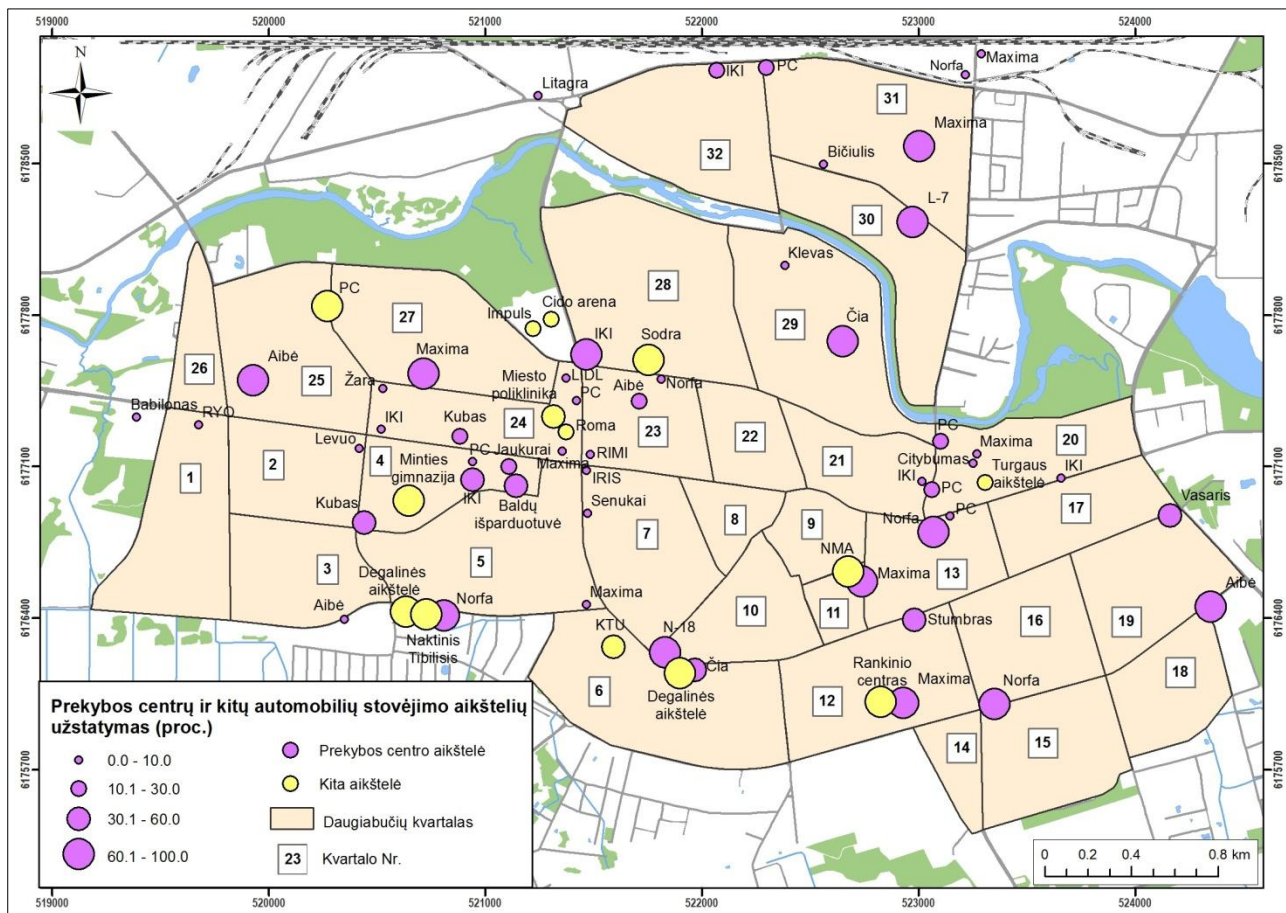 519000 520000 521000 522000 523000 524000
N
Norfa
Maxima
IKI
PC
Litagra
31
Maxima
6178500
6178500
32
Bičiulis
L-7
30
Klevas
28
PC
Cido arena
Impuls
27
6177800
6177800
29
Čia
IKI
Sodra
Maxima
26
Aibė
25
Žara
Miesto
poliklinika
LIDL
PC
Aibė
Norfa
Babilonas
RYO
IKI
Kubas
24
Roma
23
22
20
PC
Maxima
Levuo
4
PC
Jaukurai
Maxima
RIMI
21
Citybumas
Turgaus
aikštelė
IKI
6177100
6177100
1
2
Minties
gimnazija
IKI
Baldų
išparduotuvė
IRIS
IKI
PC
17
Vasaris
Kubas
Senukai
7
8
9
Norfa
PC
3
5
NMA
Maxima
13
Degalinės
aikštelė
Aibė
Norfa
Maxima
10
11
Stumbras
16
19
Aibė
6176400
6176400
Naktinis
Tibilisis
KTU
N-18
Čia
Degalinės
aikštelė
6
Rankinio
centras
Maxima
Norfa
12
18
14
15
6175700
6175700
Prekybos centrų ir kitų automobilių stovėjimo aikštelių
užstatymas (proc.)
0.0 - 10.0
10.1 - 30.0
30.1 - 60.0
60.1 - 100.0
Prekybos centro aikštelė
Kita aikštelė
Daugiabučių kvartalas
23 Kvartalo Nr.
0 0.2 0.4 0.8 km
519000 520000 521000 522000 523000 524000